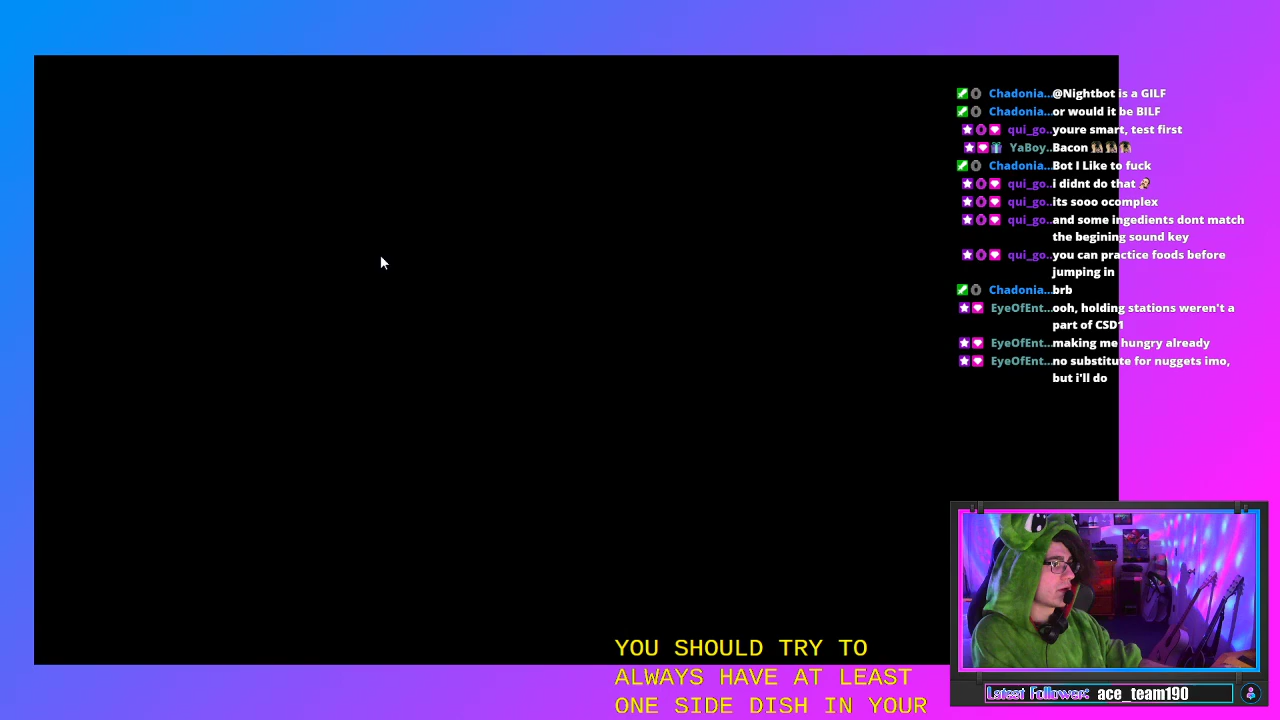 Chadonia... @Nightbot is a GILF
Chadonia... or would it be BILF
qui_go.. youre smart, test first
YaBoy.. Bacon
Chadonia... Bot I Like to fuck
qui_go.. i didnt do that
qui_go.. its sooo ocomplex
qui_go.. and some ingedients dont match
the begining sound key
qui_go.. you can practice foods before
jumping in
Chadonia... brb
EyeOfEnt... ooh, holding stations weren't a
part of CSD1
EyeOfEnt... making me hungry already
EyeOfEnt... no substitute for nuggets imo,
but i'll do
YOU SHOULD TRY TO
ALWAYS HAVE AT LEAST
ONE SIDE DISH IN YOUR
Latest Follower: ace_team190